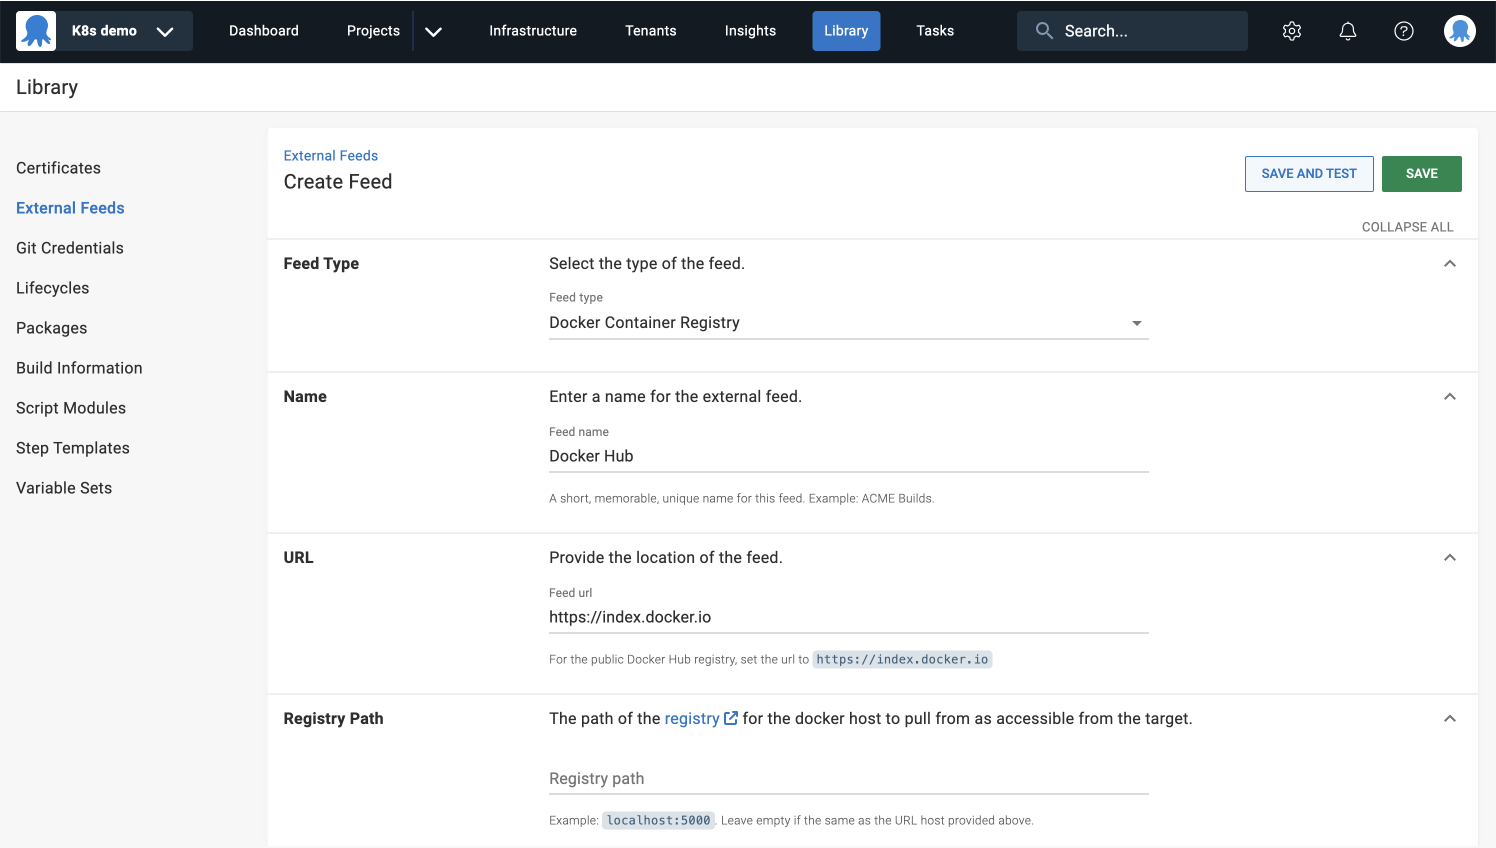 K8s demo Dashboard Projects Infrastructure Tenants Insights Library Tasks Search...
Library
Certificates
External Feeds
Git Credentials
Lifecycles
Packages
Build Information
Script Modules
Step Templates
Variable Sets
External Feeds
Create Feed
SAVE AND TEST SAVE
COLLAPSE ALL
Feed Type Select the type of the feed.
Feed type
Docker Container Registry
Name Enter a name for the external feed.
Feed name
Docker Hub
A short, memorable, unique name for this feed. Example: ACME Builds.
URL Provide the location of the feed.
Feed url
https://index.docker.io
For the public Docker Hub registry, set the url to https://index.docker.io
Registry Path The path of the registry for the docker host to pull from as accessible from the target.
Registry path
Example: localhost:5000. Leave empty if the same as the URL host provided above.